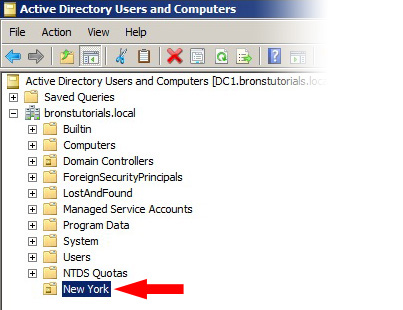 Active Directory Users and Computers
File Action View Help
Active Directory Users and Computers [DC1.bronstutorials.loc
Saved Queries
bronstutorials.local
Builtin
Computers
Domain Controllers
ForeignSecurityPrincipals
LostAndFound
Managed Service Accounts
Program Data
System
Users
NTDS Quotas
New York